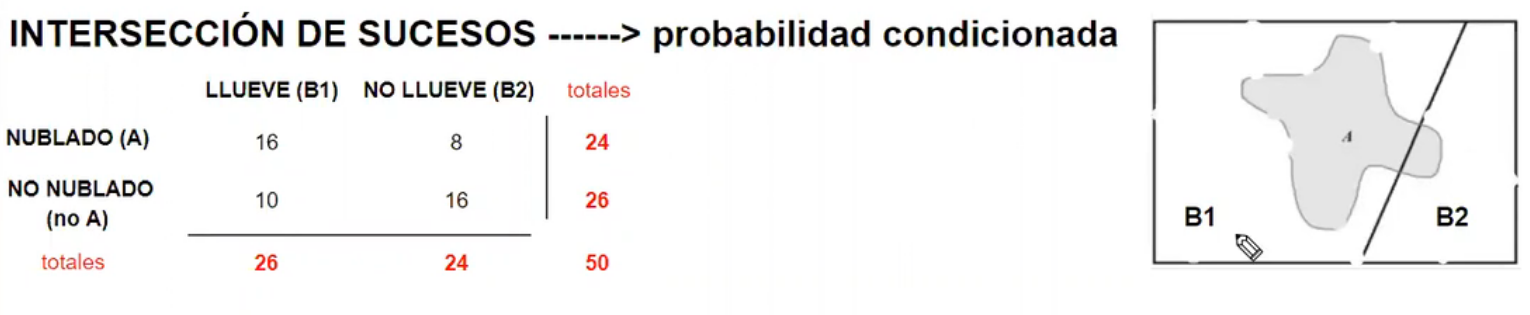 INTERSECCIÓN DE SUCESOS ------> probabilidad condicionada
LLUEVE (B1) NO LLUEVE (B2) totales
NUBLADO (A) 16 8 24
NO NUBLADO
(no A) 10 16 26
totales 26 24 50
A
B1 B2